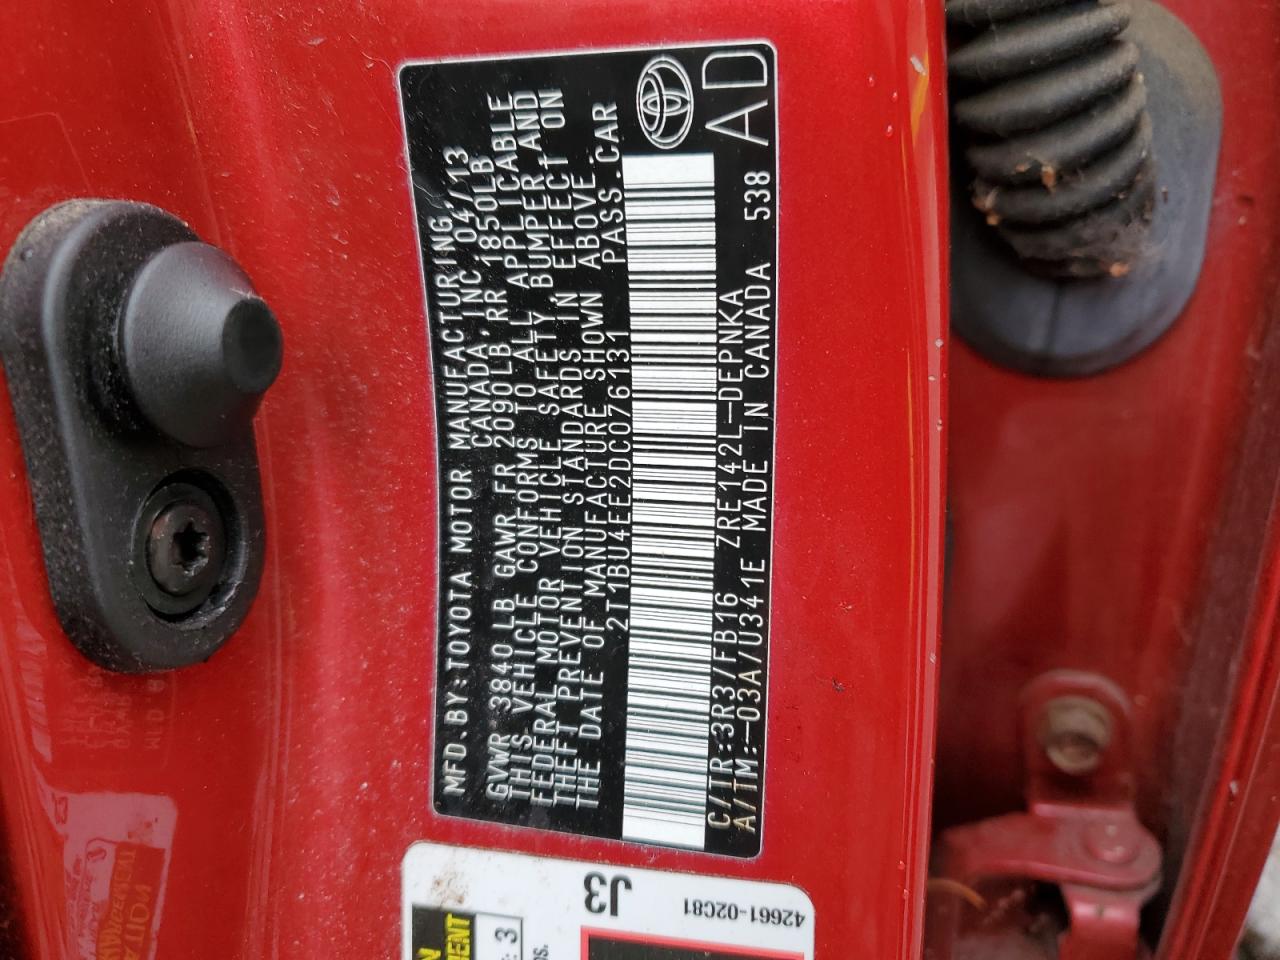 MFD.BY:TOYOTA MOTOR MANUFACTURING,
CANADA,INC. 04/13
GVWR 3840 LB GAWR FR 2090LB RR 1850LB
THIS VEHICLE CONFORMS TO ALL APPLICABLE
FEDERAL MOTOR VEHICLE SAFETY,BUMPER AND
THEFT PREVENTION STANDARDS IN EFFECT ON
THE DATE OF MANUFACTURE SHOWN ABOVE.
2T1BU4EE2DC076131 PASS.CAR
C/TR:3R3/FB16 ZRE142L-DEPNKA 538
A/TM:-03A/U341E MADE IN CANADA
AD
J3
42661-02C81
: 3